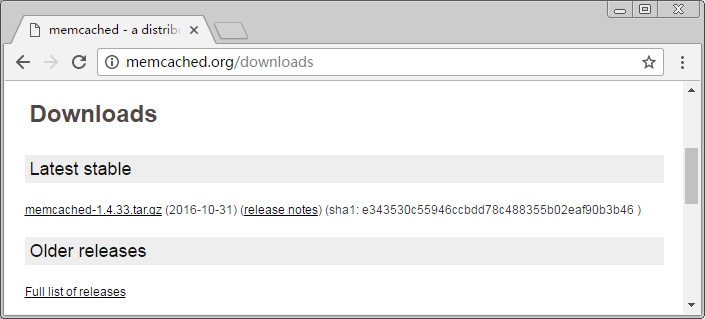 memcached - a distribu
memcached.org/downloads
Downloads
Latest stable
memcached-1.4.33.tar.gz (2016-10-31) (release notes) (sha1: e343530c55946ccbdd78c488355b02eaf90b3b46 )
Older releases
Full list of releases